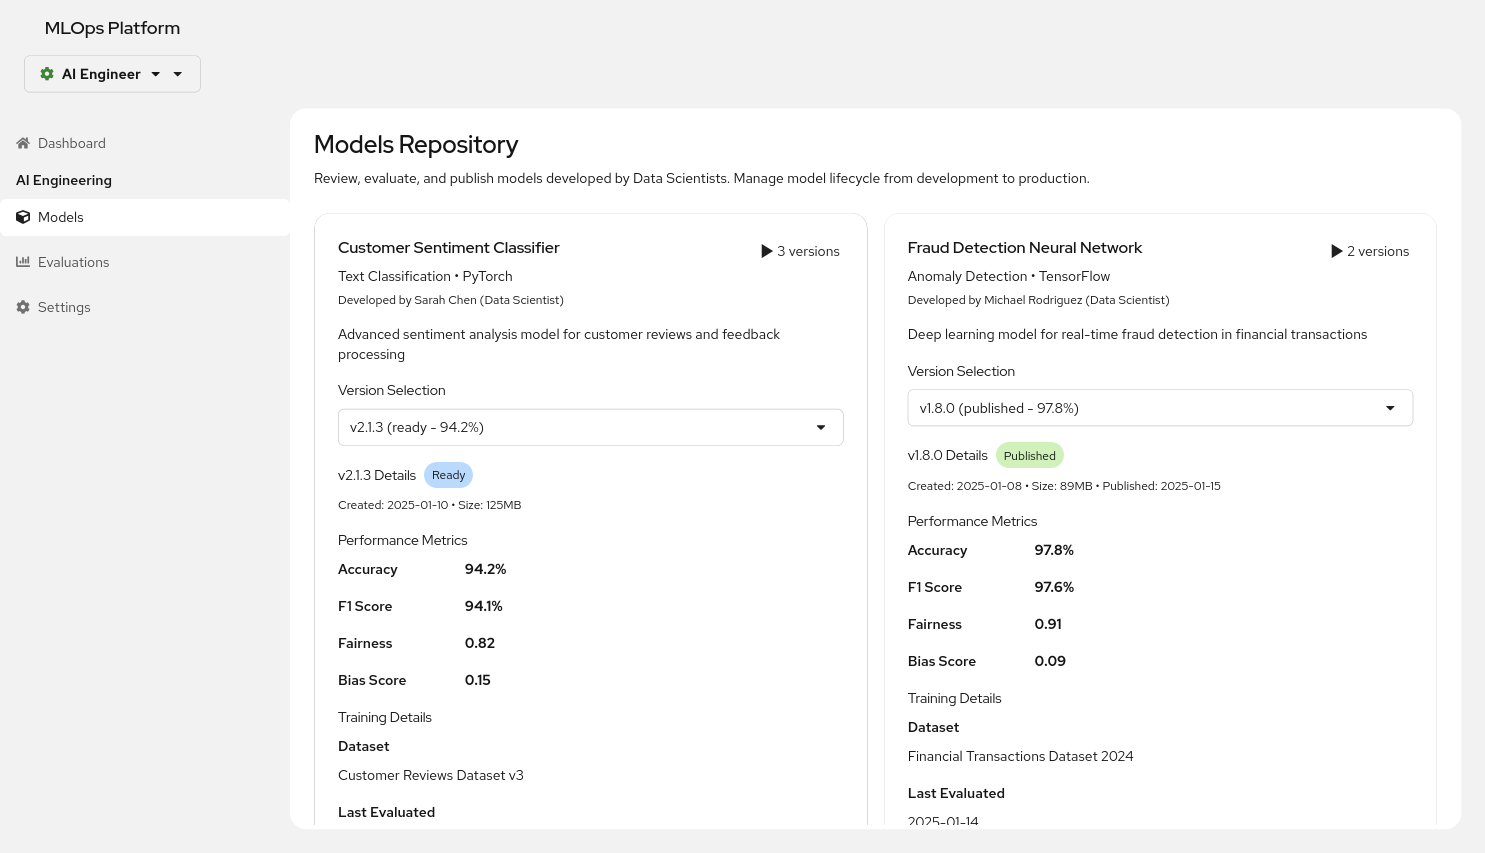 MLOps Platform
AI Engineer
Dashboard
AI Engineering
Models
Evaluations
Settings
Models Repository
Review, evaluate, and publish models developed by Data Scientists. Manage model lifecycle from development to production.
Customer Sentiment Classifier
3 versions
Text Classification • PyTorch
Developed by Sarah Chen (Data Scientist)
Advanced sentiment analysis model for customer reviews and feedback
processing
Version Selection
v2.1.3 (ready - 94.2%)
v2.1.3 Details Ready
Created: 2025-01-10 • Size: 125MB
Performance Metrics
Accuracy 94.2%
F1 Score 94.1%
Fairness 0.82
Bias Score 0.15
Training Details
Dataset
Customer Reviews Dataset v3
Last Evaluated
Fraud Detection Neural Network
2 versions
Anomaly Detection • TensorFlow
Developed by Michael Rodriguez (Data Scientist)
Deep learning model for real-time fraud detection in financial transactions
Version Selection
v1.8.0 (published - 97.8%)
v1.8.0 Details Published
Created: 2025-01-08 • Size: 89MB • Published: 2025-01-15
Performance Metrics
Accuracy 97.8%
F1 Score 97.6%
Fairness 0.91
Bias Score 0.09
Training Details
Dataset
Financial Transactions Dataset 2024
Last Evaluated
2025-01-14